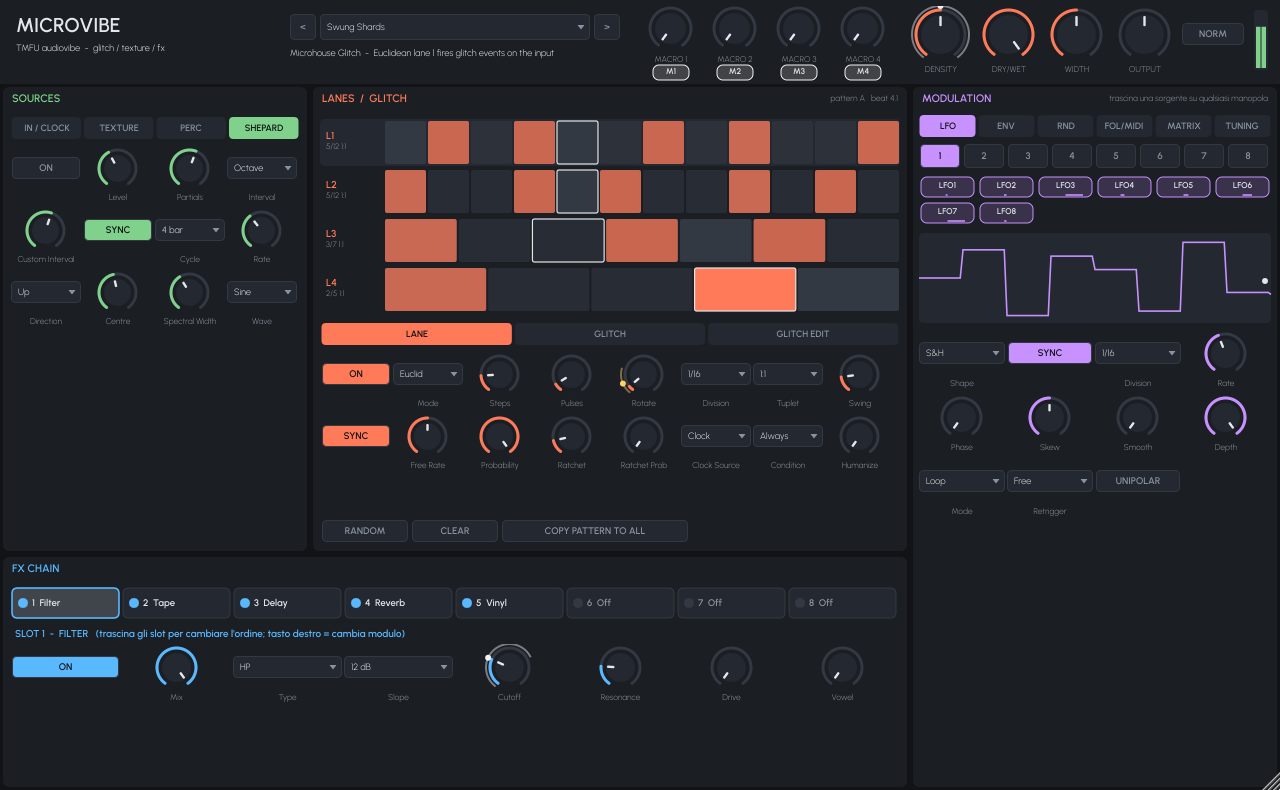 MICROVIBE
TMFU audiovibe - glitch / texture / fx
< Swung Shards >
Microhouse Glitch - Euclidean lane 1 fires glitch events on the input
MACRO 1 MACRO 2 MACRO 3 MACRO 4
M1 M2 M3 M4
DENSITY DRY/WET WIDTH OUTPUT
NORM
SOURCES
IN / CLOCK TEXTURE PERC SHEPARD
ON Octave
Level Partials Interval
SYNC 4 bar
Custom Interval Cycle Rate
Up Sine
Direction Centre Spectral Width Wave
LANES / GLITCH pattern A beat 4.1
L1
5/12 1:1
L2
5/12 1:1
L3
3/7 1:1
L4
2/5 1:1
LANE GLITCH GLITCH EDIT
ON Euclid 1/16 1:1
Mode Steps Pulses Rotate Division Tuplet Swing
SYNC Clock Always
Free Rate Probability Ratchet Ratchet Prob Clock Source Condition Humanize
RANDOM CLEAR COPY PATTERN TO ALL
MODULATION trascina una sorgente su qualsiasi manopola
LFO ENV RND FOL/MIDI MATRIX TUNING
1 2 3 4 5 6 7 8
LFO1 LFO2 LFO3 LFO4 LFO5 LFO6
LFO7 LFO8
S&H SYNC 1/16
Shape Division Rate
Phase Skew Smooth Depth
Loop Free UNIPOLAR
Mode Retrigger
FX CHAIN
1 Filter 2 Tape 3 Delay 4 Reverb 5 Vinyl 6 Off 7 Off 8 Off
SLOT 1 - FILTER (trascina gli slot per cambiare l'ordine; tasto destro = cambia modulo)
ON HP 12 dB
Mix Type Slope Cutoff Resonance Drive Vowel